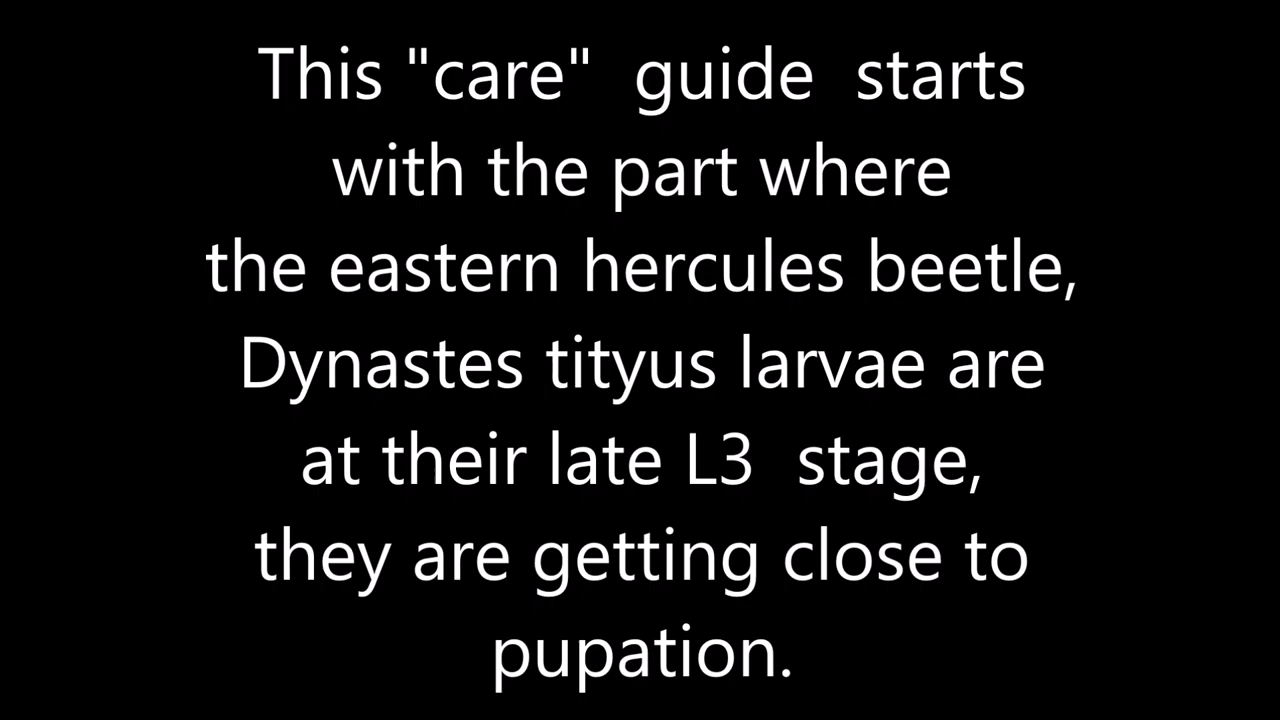 This "care" guide starts
with the part where
the eastern hercules beetle,
Dynastes tityus larvae are
at their late L3 stage,
they are getting close to
pupation.